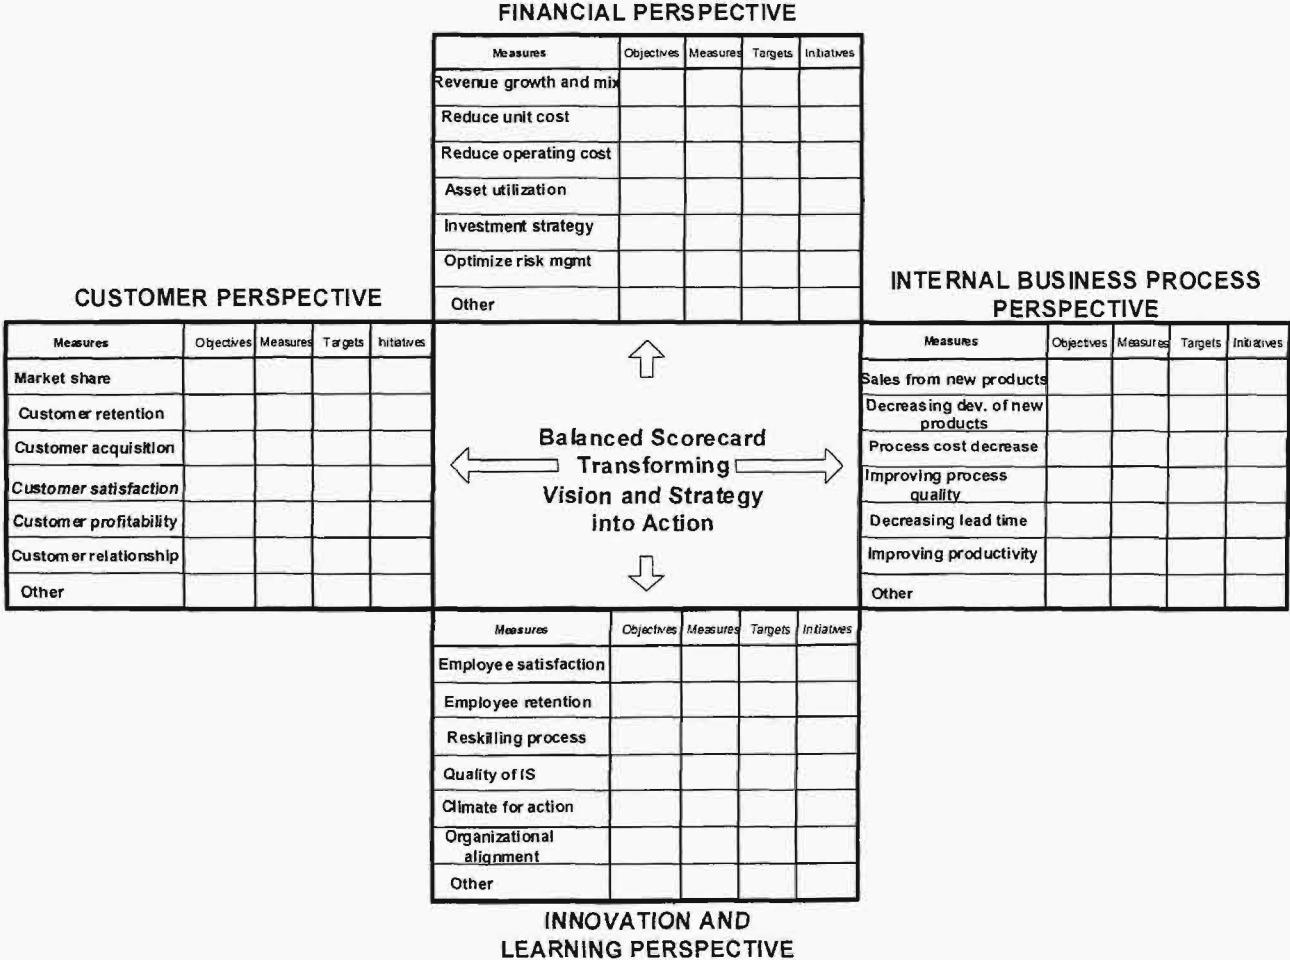 FINANCIAL PERSPECTIVE
Measures Objectives Measures Targets Initiatives
Revenue growth and mix
Reduce unit cost
Reduce operating cost
Asset utilization
Investment strategy
Optimize risk mgmt
Other
CUSTOMER PERSPECTIVE
Measures Objectives Measures Targets Initiatives
Market share
Customer retention
Customer acquisition
Customer satisfaction
Customer profitability
Customer relationship
Other
Balanced Scorecard
Transforming
Vision and Strategy
into Action
INTERNAL BUSINESS PROCESS
PERSPECTIVE
Measures Objectives Measures Targets Initiatives
Sales from new products
Decreasing dev. of new
products
Process cost decrease
Improving process
quality
Decreasing lead time
Improving productivity
Other
Measures Objectives Measures Targets Initiatives
Employee satisfaction
Employee retention
Reskilling process
Quality of IS
Climate for action
Organizational
alignment
Other
INNOVATION AND
LEARNING PERSPECTIVE